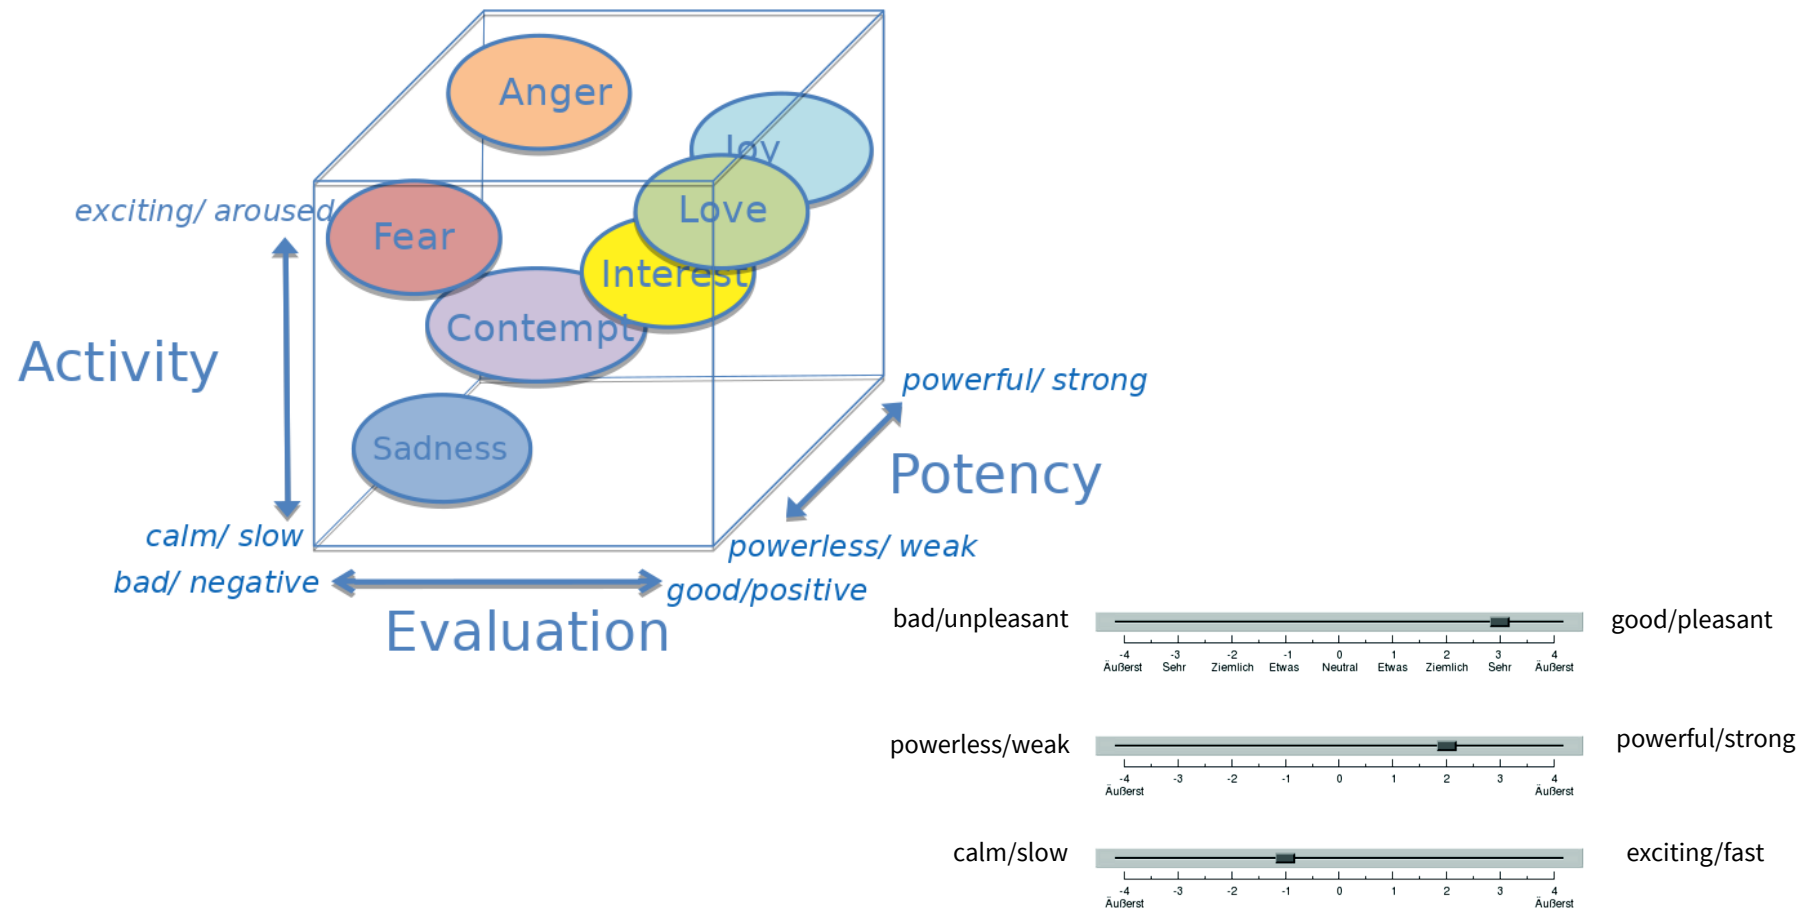 Anger
Joy
Love
exciting/ aroused
Fear
Interest
Contempt
Activity
powerful/ strong
Sadness
Potency
calm/ slow
powerless/ weak
bad/ negative
good/positive
Evaluation
bad/unpleasant
good/pleasant
-4 -3 -2 -1 0 1 2 3 4
Äußerst Sehr Ziemlich Etwas Neutral Etwas Ziemlich Sehr Äußerst
powerless/weak
powerful/strong
-4 -3 -2 -1 0 1 2 3 4
Äußerst Äußerst
calm/slow
exciting/fast
-4 -3 -2 -1 0 1 2 3 4
Äußerst Äußerst